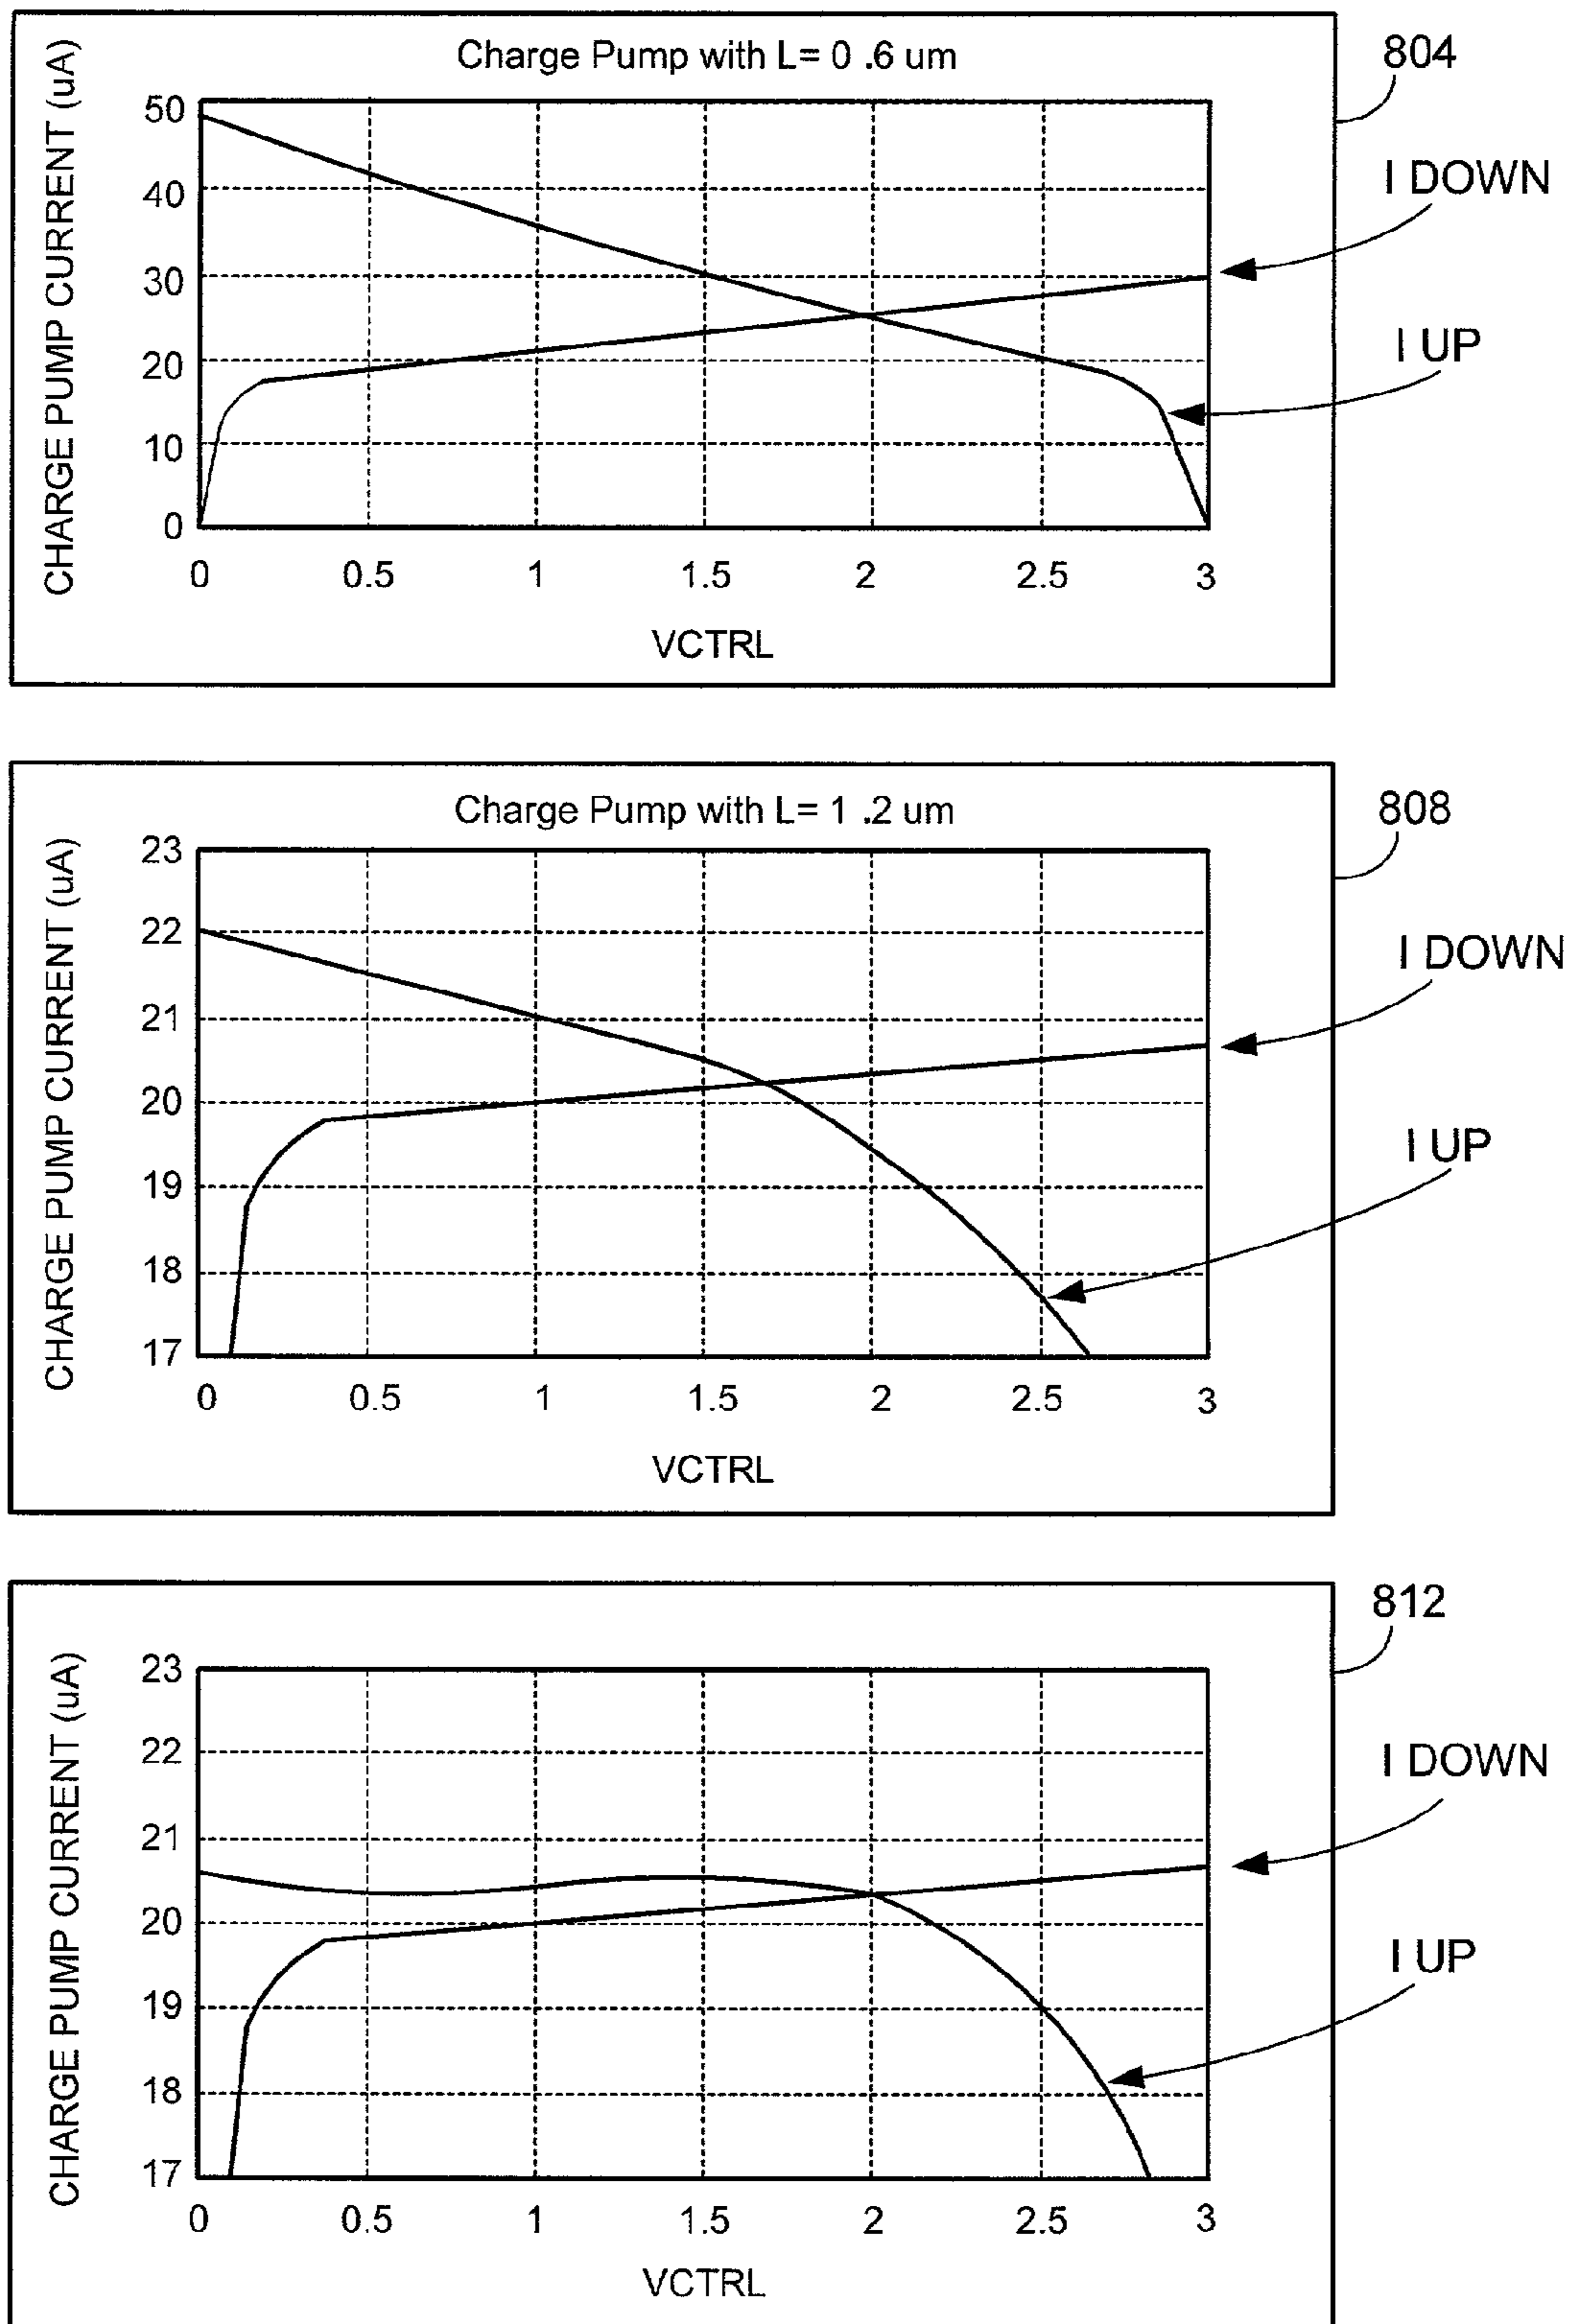 Charge Pump with L= 0 .6 um
804
CHARGE PUMP CURRENT (uA)
50
40
30
20
10
0
0 0.5 1 1.5 2 2.5 3
VCTRL
I DOWN
I UP
Charge Pump with L= 1 .2 um
808
CHARGE PUMP CURRENT (uA)
23
22
21
20
19
18
17
0 0.5 1 1.5 2 2.5 3
VCTRL
I DOWN
I UP
812
CHARGE PUMP CURRENT (uA)
23
22
21
20
19
18
17
0 0.5 1 1.5 2 2.5 3
VCTRL
I DOWN
I UP